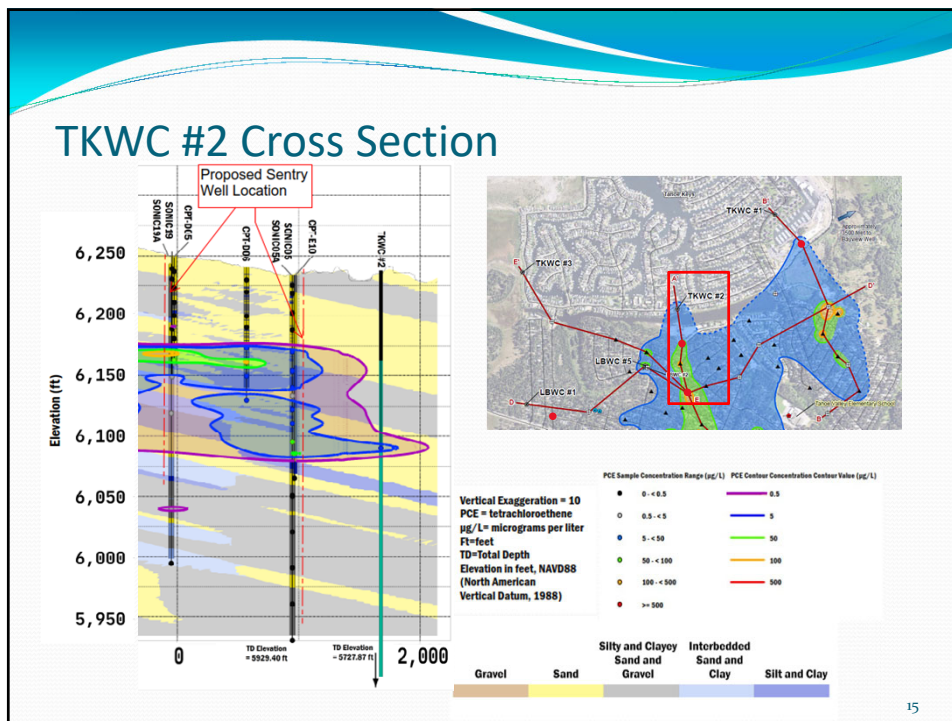 TKWC #2 Cross Section
Proposed Sentry
Well Location
SONIC19A
SONIC19
CPT-D06
SONIC05A
CPT-E10
TKWC #2
6,250
6,200
6,150
6,100
6,050
6,000
5,950
Elevation (ft)
0
TD Elevation
= 5929.40 ft
TD Elevation
= 5727.87 ft
2,000
Tahoe Keys
TKWC #1
B'
E'
TKWC #3
A'
TKWC #2
D'
LBWC #5
LBWC #1
D
E
B
Tahoe Valley Elementary School
Vertical Exaggeration = 10
PCE = tetrachloroethene
µg/L= micrograms per liter
Ft=feet
TD=Total Depth
Elevation in feet, NAVD88
(North American
Vertical Datum, 1988)
PCE Sample Concentration Range (µg/L)
0 - < 0.5
0.5 - < 5
5 - < 50
50 - < 100
100 - < 500
>= 500
PCE Contour Concentration Contour Value (µg/L)
0.5
5
50
100
500
Gravel
Sand
Silty and Clayey
Sand and
Gravel
Interbedded
Sand and
Clay
Silt and Clay
15